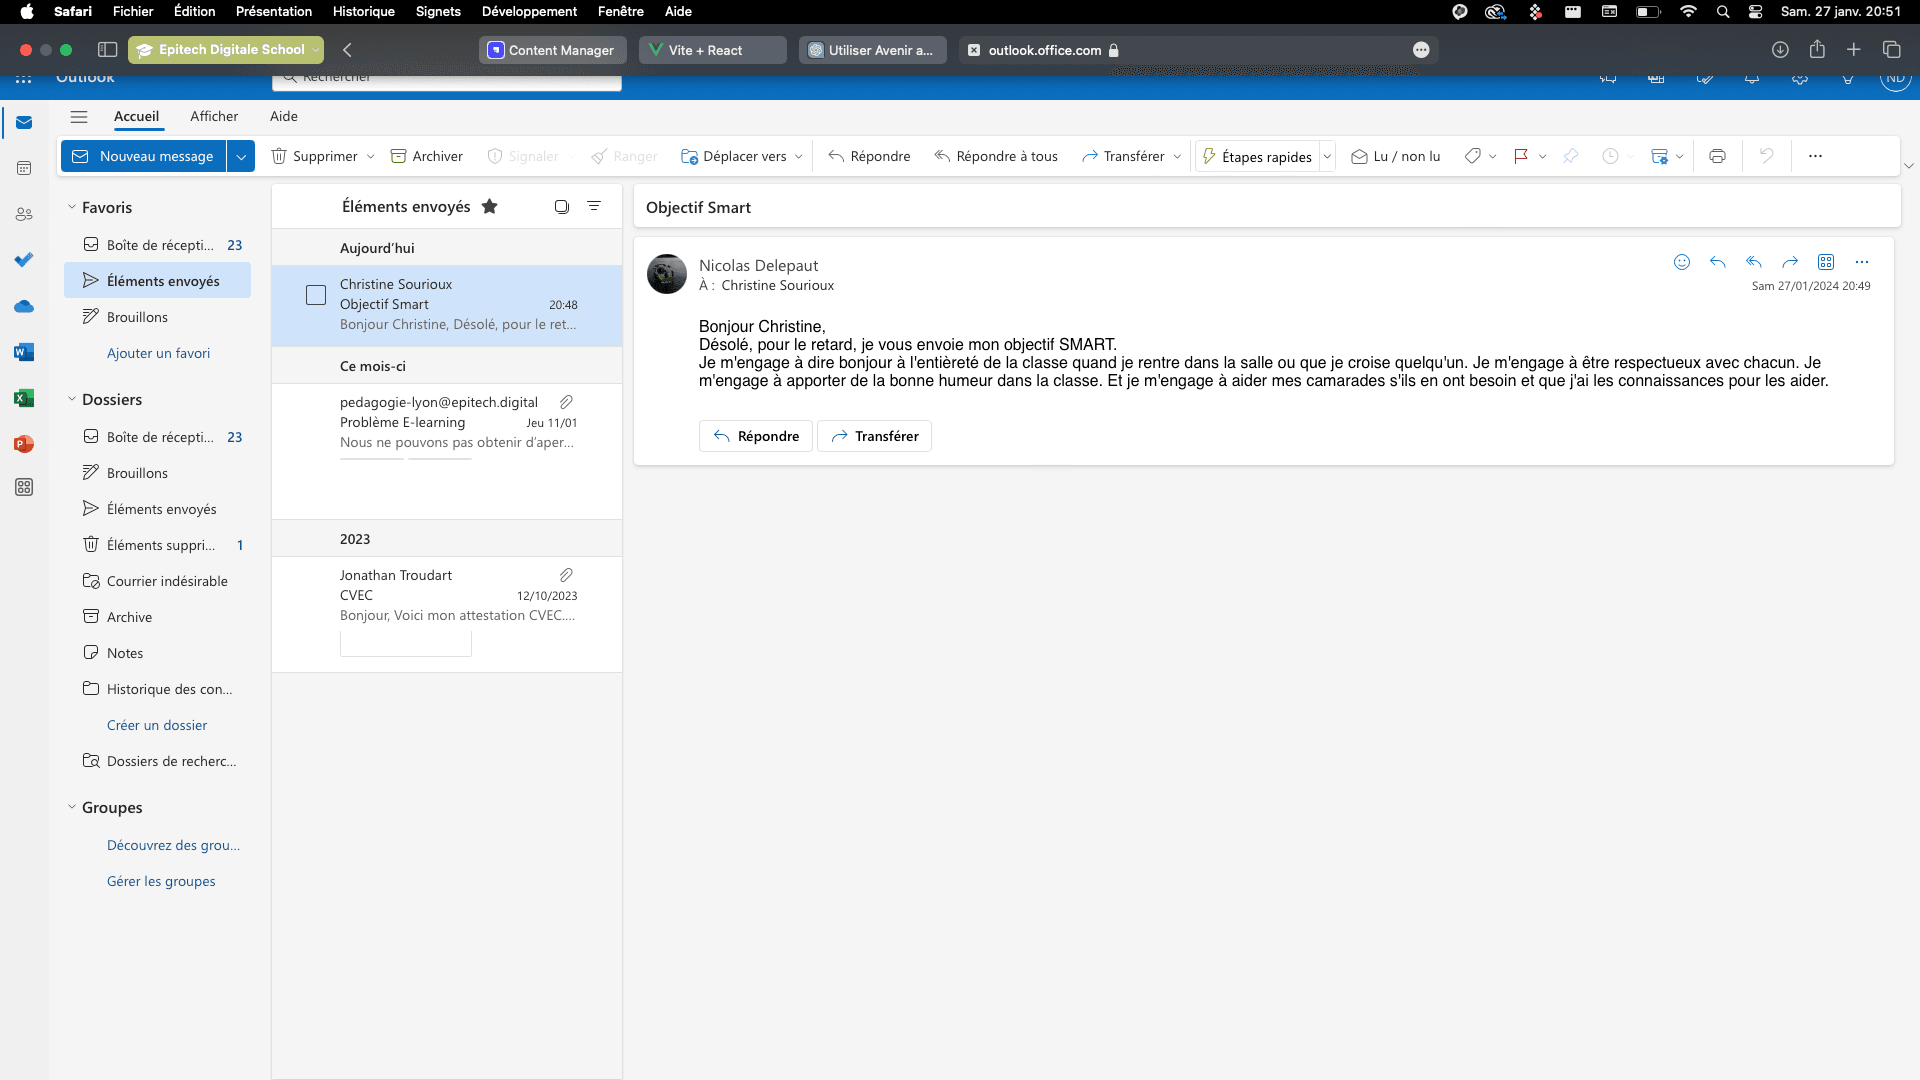 Safari Fichier Édition Présentation Historique Signets Développement Fenêtre Aide Sam. 27 janv. 20:51
Epitech Digitale School Content Manager Vite + React Utiliser Avenir a... outlook.office.com
Outlook Rechercher ND
Accueil Afficher Aide
Nouveau message Supprimer Archiver Signaler Ranger Déplacer vers Répondre Répondre à tous Transférer Étapes rapides Lu / non lu
Favoris
Boîte de récepti... 23
Éléments envoyés
Brouillons
Ajouter un favori
Dossiers
Boîte de récepti... 23
Brouillons
Éléments envoyés
Éléments suppri... 1
Courrier indésirable
Archive
Notes
Historique des con...
Créer un dossier
Dossiers de recherc...
Groupes
Découvrez des grou...
Gérer les groupes
Éléments envoyés
Aujourd’hui
Christine Sourioux
Objectif Smart 20:48
Bonjour Christine, Désolé, pour le ret...
Ce mois-ci
pedagogie-lyon@epitech.digital
Problème E-learning Jeu 11/01
Nous ne pouvons pas obtenir d’aper...
2023
Jonathan Troudart
CVEC 12/10/2023
Bonjour, Voici mon attestation CVEC....
Objectif Smart
Nicolas Delepaut
À : Christine Sourioux
Sam 27/01/2024 20:49
Bonjour Christine,
Désolé, pour le retard, je vous envoie mon objectif SMART.
Je m'engage à dire bonjour à l'entièreté de la classe quand je rentre dans la salle ou que je croise quelqu'un. Je m'engage à être respectueux avec chacun. Je
m'engage à apporter de la bonne humeur dans la classe. Et je m'engage à aider mes camarades s'ils en ont besoin et que j'ai les connaissances pour les aider.
Répondre Transférer